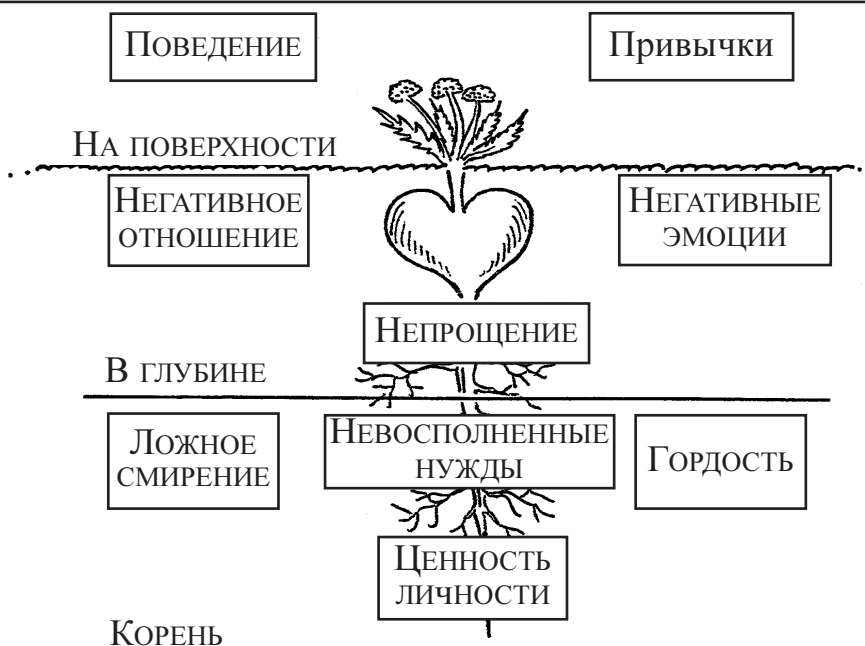 Поведение
Привычки
На поверхности
Негативное
отношение
Негативные
эмоции
Непрощение
В глубине
Ложное
смирение
Невосполненные
нужды
Гордость
Ценность
личности
Корень